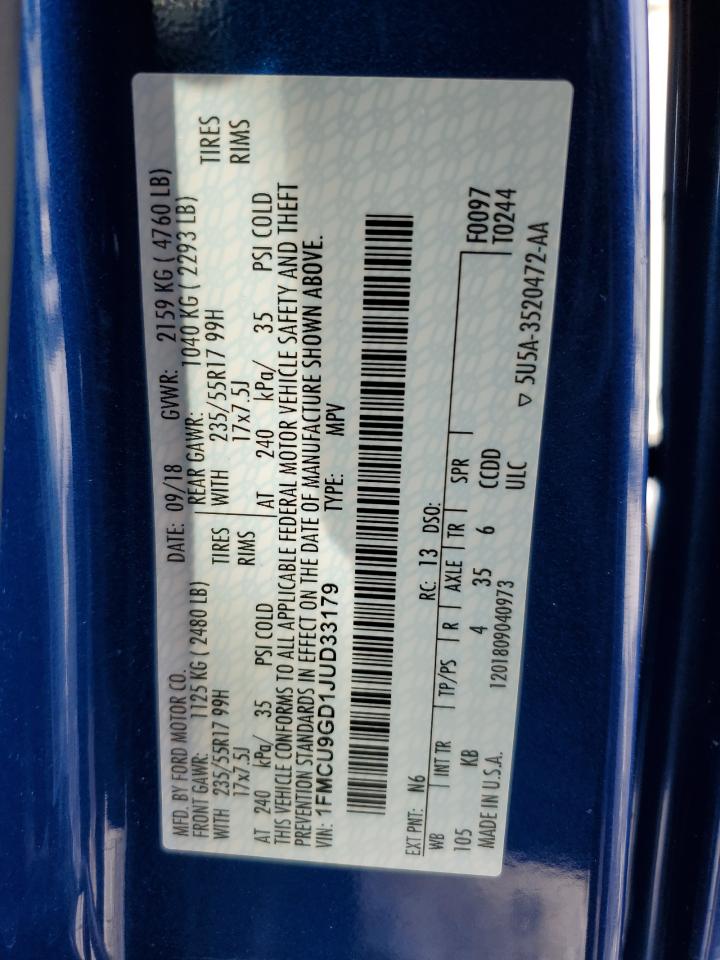 MFD. BY FORD MOTOR CO.
DATE: 09/18 GVWR: 2159 KG ( 4760 LB)
FRONT GAWR: 1125 KG ( 2480 LB) REAR GAWR: 1040 KG ( 2293 LB)
WITH 235/55R17 99H TIRES WITH 235/55R17 99H TIRES
17x7.5J RIMS 17x7.5J RIMS
AT 240 kPa/ 35 PSI COLD AT 240 kPa/ 35 PSI COLD
THIS VEHICLE CONFORMS TO ALL APPLICABLE FEDERAL MOTOR VEHICLE SAFETY AND THEFT
PREVENTION STANDARDS IN EFFECT ON THE DATE OF MANUFACTURE SHOWN ABOVE.
VIN: 1FMCU9GD1JUD33179 TYPE: MPV
EXT PNT: N6 RC: 13 DSO: F0097
WB INT TR TP/PS R AXLE TR SPR T0244
105 KB 4 35 6 CCDD
MADE IN U.S.A. 1201809040973 ULC ▽ 5U5A-3520472-AA